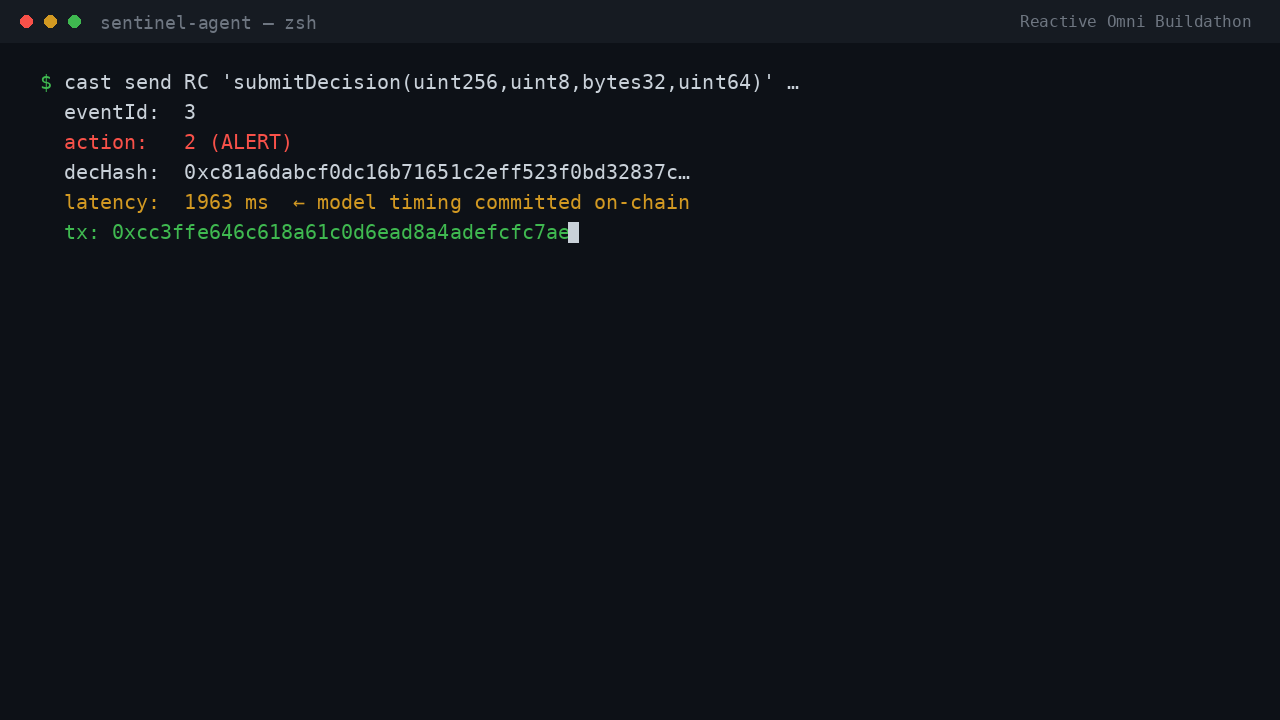 sentinel-agent — zsh
Reactive Omni Buildathon
$ cast send RC 'submitDecision(uint256,uint8,bytes32,uint64)' …
eventId: 3
action: 2 (ALERT)
decHash: 0xc81a6dabcf0dc16b71651c2eff523f0bd32837c…
latency: 1963 ms ← model timing committed on-chain
tx: 0xcc3ffe646c618a61c0d6ead8a4adefcfc7ae